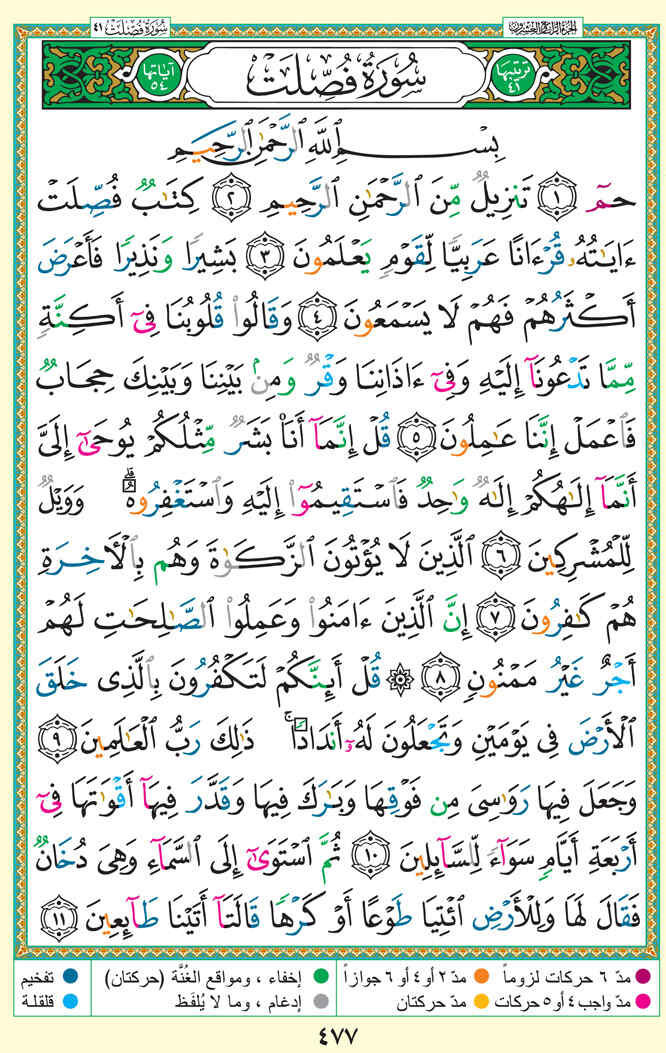 الجزء الرابع والعشرون سُورَةُ فُصِّلَتْ ٤١
ترتيبها ٤١ سُورَةُ فُصِّلَتْ آياتها ٥٤
بِسْمِ ٱللَّهِ ٱلرَّحْمَٰنِ ٱلرَّحِيمِ
حمٓ ١ تَنزِيلٌ مِّنَ ٱلرَّحْمَٰنِ ٱلرَّحِيمِ ٢ كِتَٰبٌ فُصِّلَتْ
ءَايَٰتُهُۥ قُرْءَانًا عَرَبِيًّا لِّقَوْمٍ يَعْلَمُونَ ٣ بَشِيرًا وَنَذِيرًا فَأَعْرَضَ
أَكْثَرُهُمْ فَهُمْ لَا يَسْمَعُونَ ٤ وَقَالُوا۟ قُلُوبُنَا فِىٓ أَكِنَّةٍ
مِّمَّا تَدْعُونَآ إِلَيْهِ وَفِىٓ ءَاذَانِنَا وَقْرٌ وَمِنۢ بَيْنِنَا وَبَيْنِكَ حِجَابٌ
فَٱعْمَلْ إِنَّنَا عَٰمِلُونَ ٥ قُلْ إِنَّمَآ أَنَا۠ بَشَرٌ مِّثْلُكُمْ يُوحَىٰٓ إِلَىَّ
أَنَّمَآ إِلَٰهُكُمْ إِلَٰهٌ وَٰحِدٌ فَٱسْتَقِيمُوٓا۟ إِلَيْهِ وَٱسْتَغْفِرُوهُ ۗ وَوَيْلٌ
لِّلْمُشْرِكِينَ ٦ ٱلَّذِينَ لَا يُؤْتُونَ ٱلزَّكَوٰةَ وَهُم بِٱلْءَاخِرَةِ
هُمْ كَٰفِرُونَ ٧ إِنَّ ٱلَّذِينَ ءَامَنُوا۟ وَعَمِلُوا۟ ٱلصَّٰلِحَٰتِ لَهُمْ
أَجْرٌ غَيْرُ مَمْنُونٍ ٨ ۞ قُلْ أَئِنَّكُمْ لَتَكْفُرُونَ بِٱلَّذِى خَلَقَ
ٱلْأَرْضَ فِى يَوْمَيْنِ وَتَجْعَلُونَ لَهُۥٓ أَندَادًا ۚ ذَٰلِكَ رَبُّ ٱلْعَٰلَمِينَ ٩
وَجَعَلَ فِيهَا رَوَٰسِىَ مِن فَوْقِهَا وَبَٰرَكَ فِيهَا وَقَدَّرَ فِيهَآ أَقْوَٰتَهَا فِىٓ
أَرْبَعَةِ أَيَّامٍ سَوَآءً لِّلسَّآئِلِينَ ١٠ ثُمَّ ٱسْتَوَىٰٓ إِلَى ٱلسَّمَآءِ وَهِىَ دُخَانٌ
فَقَالَ لَهَا وَلِلْأَرْضِ ٱئْتِيَا طَوْعًا أَوْ كَرْهًا قَالَتَآ أَتَيْنَا طَآئِعِينَ ١١
مدّ ٦ حركات لزوماً مدّ ٢ أو ٤ أو ٦ جوازاً إخفاء ، ومواقع الغُنَّة (حركتان) تفخيم
مدّ واجب ٤ أو ٥ حركات مدّ حركتان إدغام ، وما لا يُلفَظ قلقلة
٤٧٧